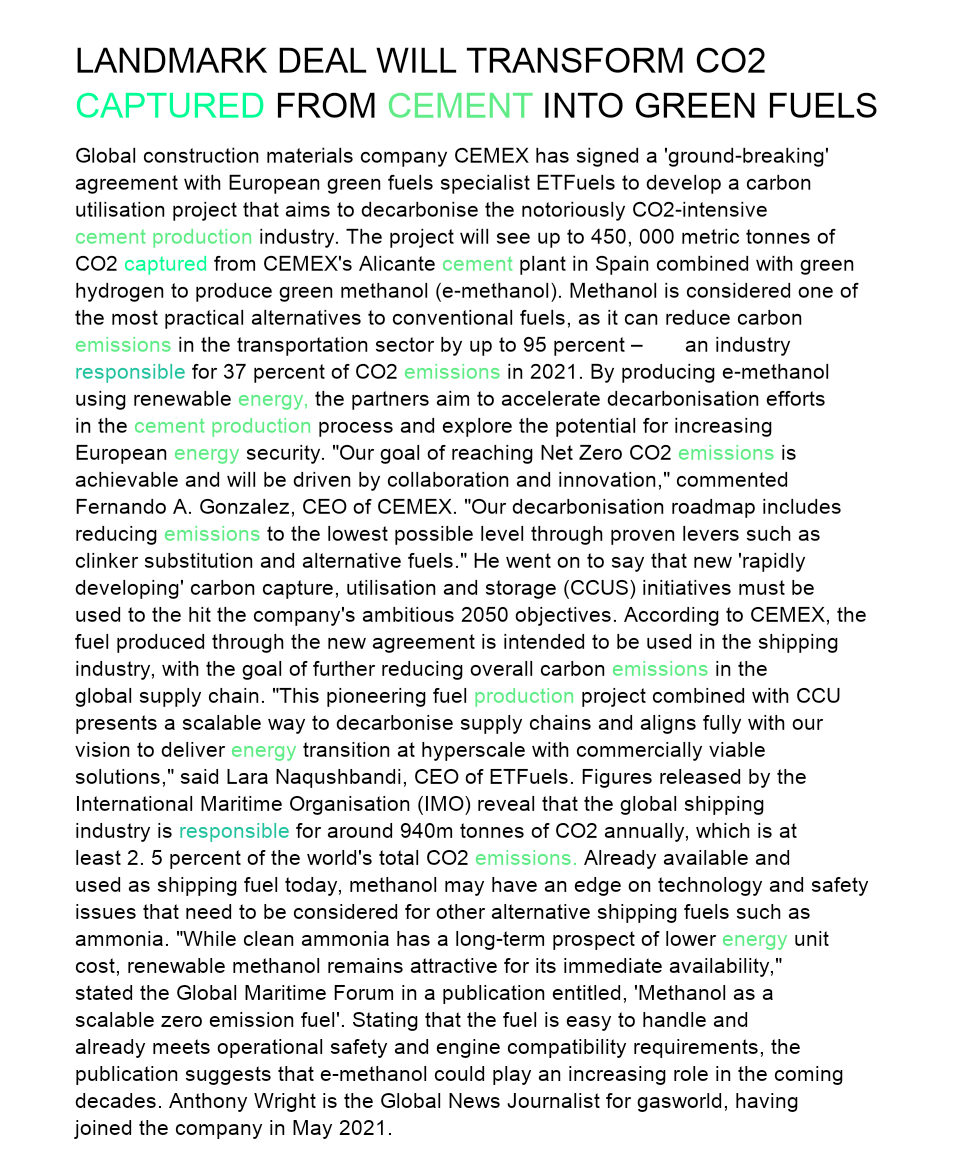 LANDMARK DEAL WILL TRANSFORM CO2
CAPTURED FROM CEMENT INTO GREEN FUELS
Global construction materials company CEMEX has signed a 'ground-breaking'
agreement with European green fuels specialist ETFuels to develop a carbon
utilisation project that aims to decarbonise the notoriously CO2-intensive
cement production industry. The project will see up to 450, 000 metric tonnes of
CO2 captured from CEMEX's Alicante cement plant in Spain combined with green
hydrogen to produce green methanol (e-methanol). Methanol is considered one of
the most practical alternatives to conventional fuels, as it can reduce carbon
emissions in the transportation sector by up to 95 percent – an industry
responsible for 37 percent of CO2 emissions in 2021. By producing e-methanol
using renewable energy, the partners aim to accelerate decarbonisation efforts
in the cement production process and explore the potential for increasing
European energy security. "Our goal of reaching Net Zero CO2 emissions is
achievable and will be driven by collaboration and innovation," commented
Fernando A. Gonzalez, CEO of CEMEX. "Our decarbonisation roadmap includes
reducing emissions to the lowest possible level through proven levers such as
clinker substitution and alternative fuels." He went on to say that new 'rapidly
developing' carbon capture, utilisation and storage (CCUS) initiatives must be
used to the hit the company's ambitious 2050 objectives. According to CEMEX, the
fuel produced through the new agreement is intended to be used in the shipping
industry, with the goal of further reducing overall carbon emissions in the
global supply chain. "This pioneering fuel production project combined with CCU
presents a scalable way to decarbonise supply chains and aligns fully with our
vision to deliver energy transition at hyperscale with commercially viable
solutions," said Lara Naqushbandi, CEO of ETFuels. Figures released by the
International Maritime Organisation (IMO) reveal that the global shipping
industry is responsible for around 940m tonnes of CO2 annually, which is at
least 2. 5 percent of the world's total CO2 emissions. Already available and
used as shipping fuel today, methanol may have an edge on technology and safety
issues that need to be considered for other alternative shipping fuels such as
ammonia. "While clean ammonia has a long-term prospect of lower energy unit
cost, renewable methanol remains attractive for its immediate availability,"
stated the Global Maritime Forum in a publication entitled, 'Methanol as a
scalable zero emission fuel'. Stating that the fuel is easy to handle and
already meets operational safety and engine compatibility requirements, the
publication suggests that e-methanol could play an increasing role in the coming
decades. Anthony Wright is the Global News Journalist for gasworld, having
joined the company in May 2021.